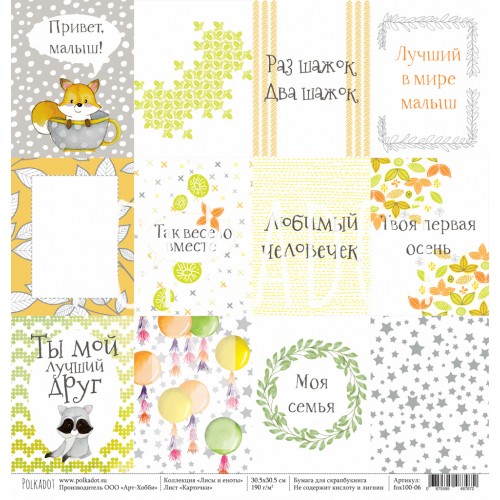 Привет,
малыш!
Раз шажок,
Два шажок
Лучший
в мире
малыш
Так весело
вместе
Любимый
человечек
Твоя первая
осень
Ты мой
лучший
друг
Моя
семья
POLKADOT
www.polkadot.su
Производитель ООО «Арт-Хобби»
Коллекция «Лисы и еноты»
Лист «Карточки»
30.5x30.5 см
190 г/м²
Бумага для скрапбукинга
Не содержит кислоту и лигнин
Артикул:
fox100-06